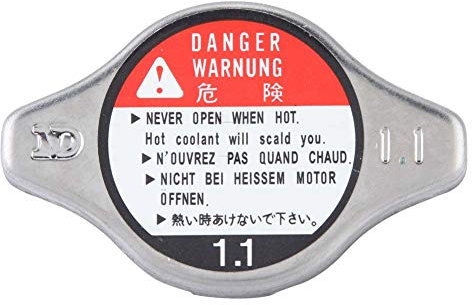 DANGER
WARNUNG
危 険
▶ NEVER OPEN WHEN HOT.
Hot coolant will scald you.
▶ N'OUVREZ PAS QUAND CHAUD.
▶ NICHT BEI HEISSEM MOTOR
OFFNEN.
▶ 熱い時あけないで下さい。
ND
1.1
1.1